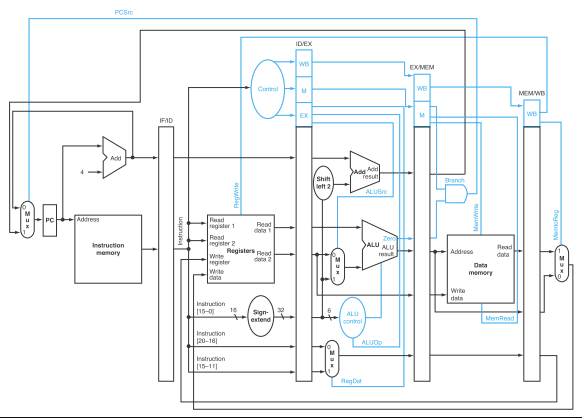 PCSrc
ID/EX
WB
EX/MEM
Control
M
WB
MEM/WB
EX
M
WB
IF/ID
Add
4
Add
Add
result
Shift
left 2
RegWrite
ALUSrc
Branch
MemWrite
MemtoReg
0
M
u
x
1
PC
Address
Instruction
memory
Instruction
Read
register 1
Read
register 2
Write
register
Write
data
Registers
Read
data 1
Read
data 2
0
M
u
x
1
Zero
ALU
ALU
result
Address
Data
memory
Read
data
Write
data
1
M
u
x
0
Instruction
[15–0]
16
Sign-
extend
32
6
ALU
control
MemRead
Instruction
[20–16]
ALUOp
Instruction
[15–11]
0
M
u
x
1
RegDst